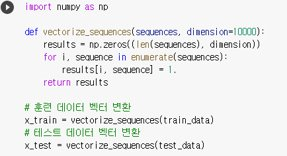 import numpy as np
def vectorize_sequences(sequences, dimension=10000):
    results = np.zeros((len(sequences), dimension))
    for i, sequence in enumerate(sequences):
        results[i, sequence] = 1.
    return results
# 훈련 데이터 벡터 변환
x_train = vectorize_sequences(train_data)
# 테스트 데이터 벡터 변환
x_test = vectorize_sequences(test_data)